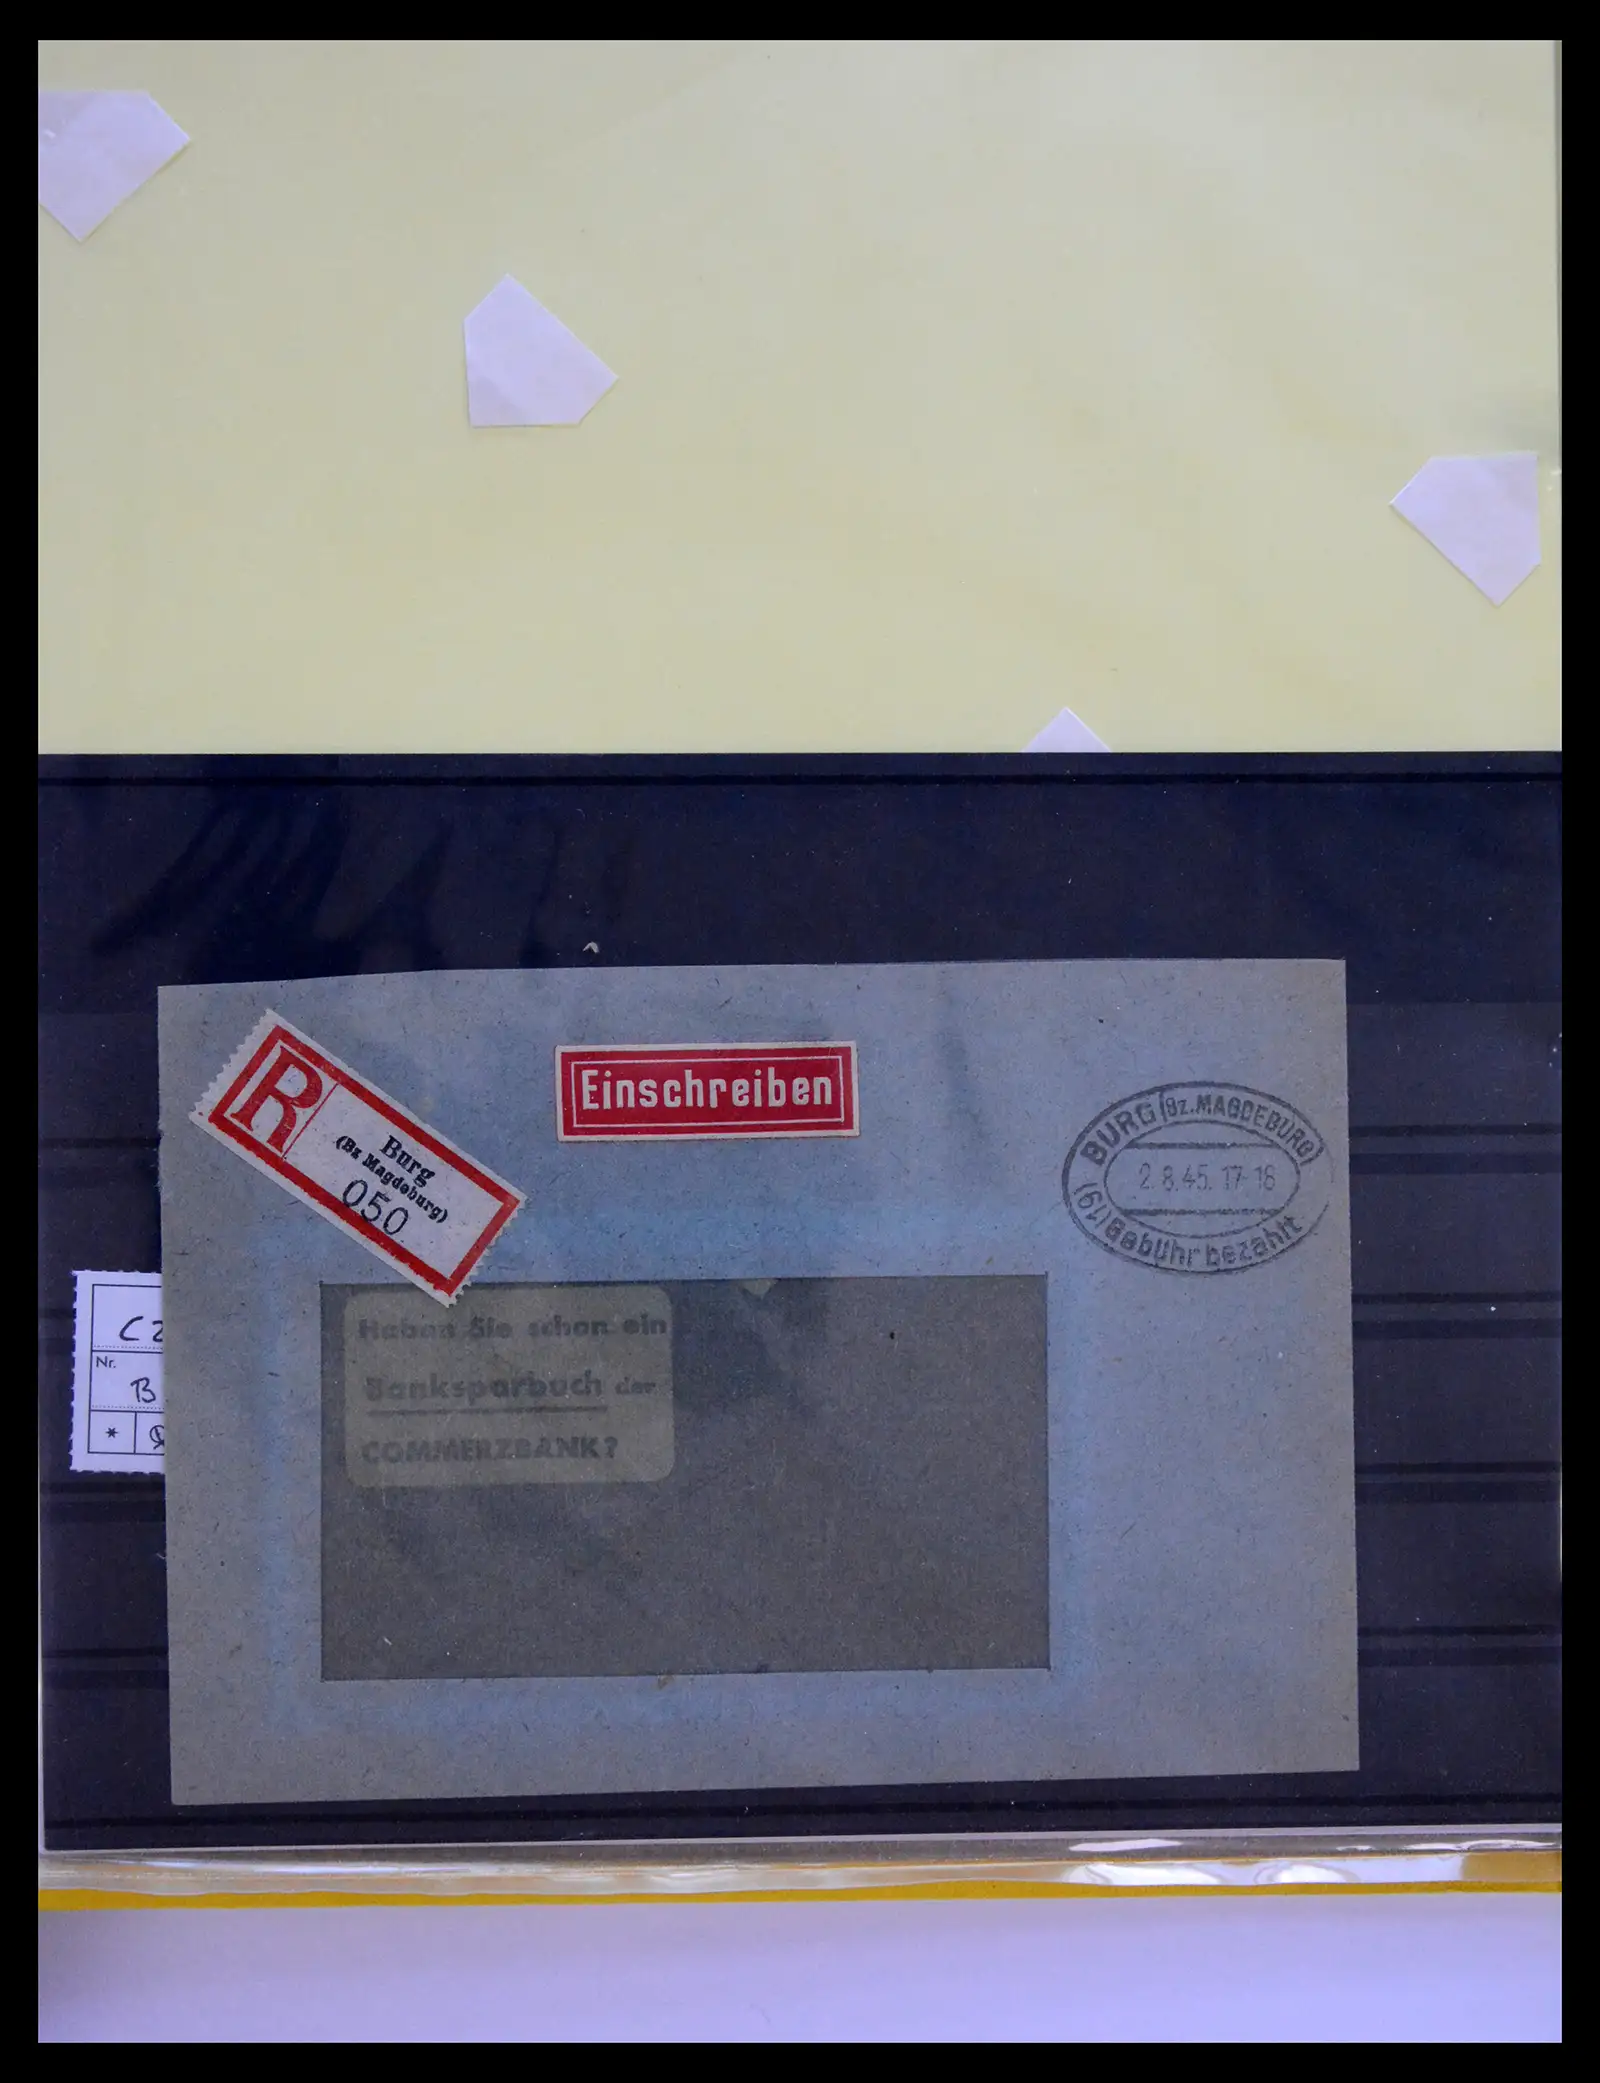 Einschreiben
R
Burg
(Bz Magdeburg)
050
BURG (Bz. MAGDEBURG)
2.8.45. 17-18
(19) Gebühr bezahlt
Haben Sie schon ein
Banksparbuch der
COMMERZBANK?
C2
Nr.
B
*